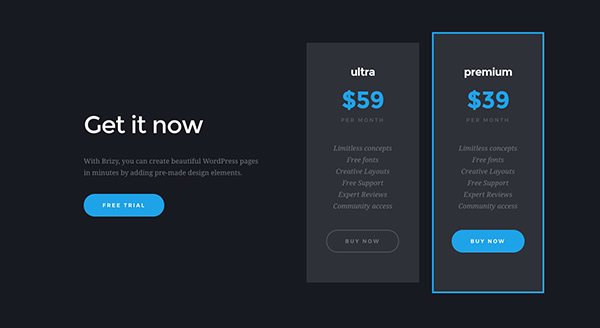 Get it now
With Brizy, you can create beautiful WordPress pages
in minutes by adding pre-made design elements.
FREE TRIAL
ultra
$59
PER MONTH
Limitless concepts
Free fonts
Creative Layouts
Free Support
Expert Reviews
Community access
BUY NOW
premium
$39
PER MONTH
Limitless concepts
Free fonts
Creative Layouts
Free Support
Expert Reviews
Community access
BUY NOW